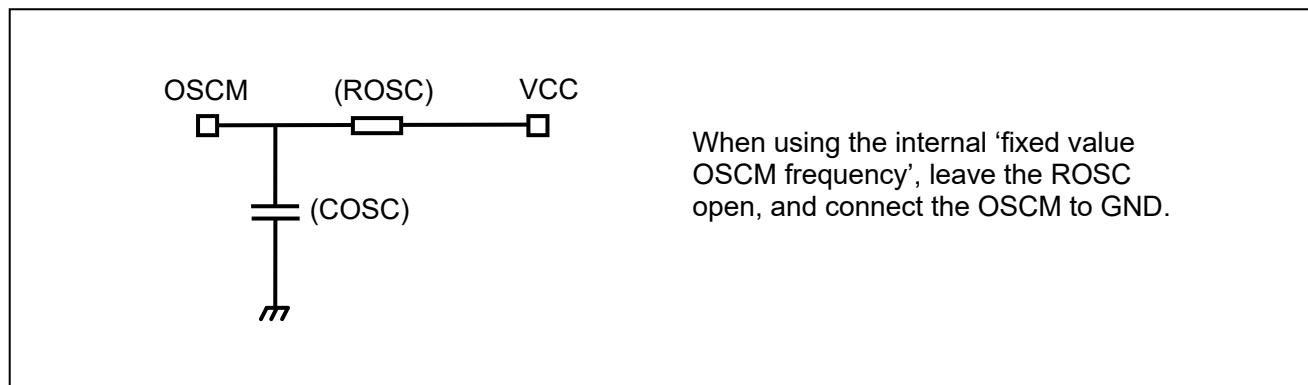 OSCM (ROSC) VCC
(COSC)
When using the internal ‘fixed value
OSCM frequency’, leave the ROSC
open, and connect the OSCM to GND.